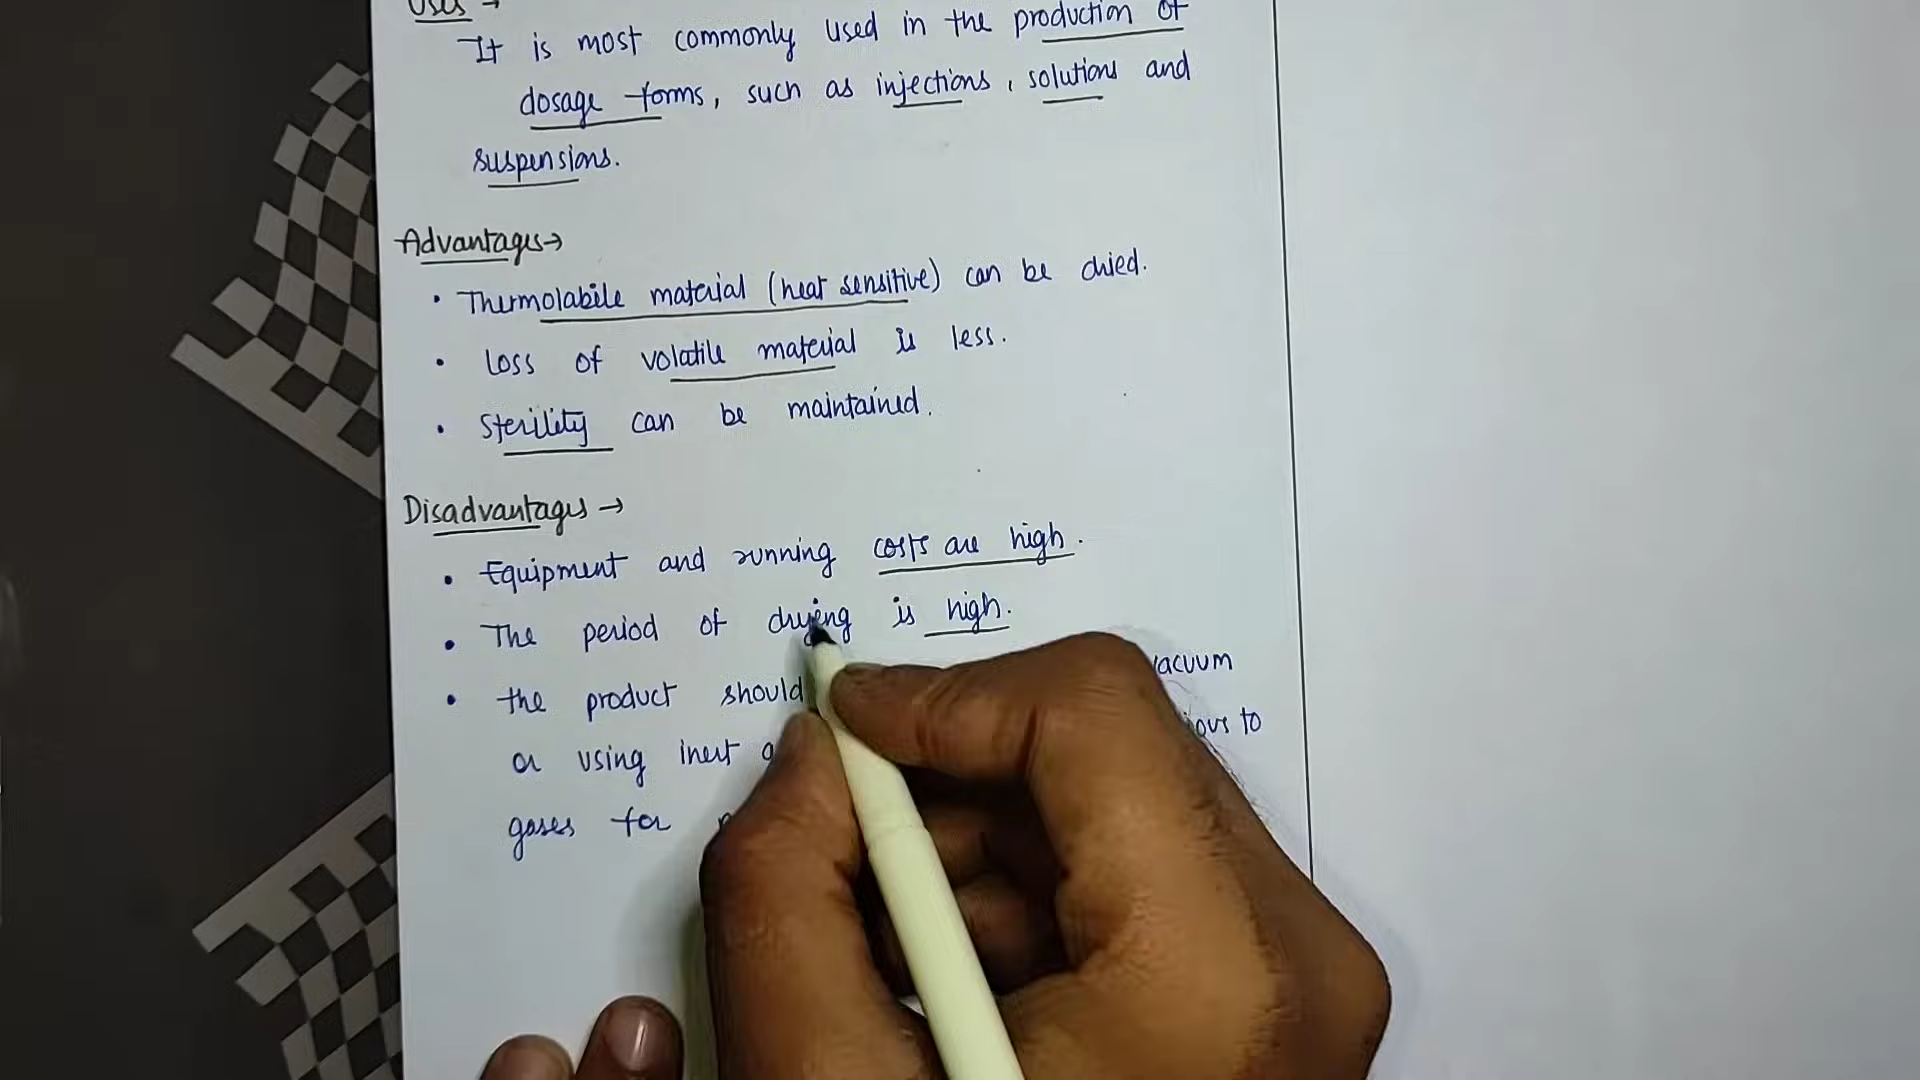 Uses →
It is most commonly used in the production of
dosage forms, such as injections, solutions and
suspensions.
Advantages→
• Thermolabile material (heat sensitive) can be dried.
• Loss of volatile material is less.
• Sterility can be maintained.
Disadvantages →
• Equipment and running costs are high.
• The period of drying is high.
• the product should vacuum
or using inert to
gases for